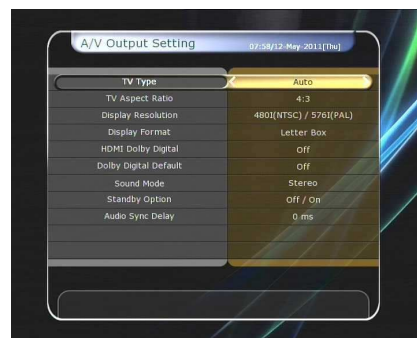 A/V Output Setting 07:58/12-May-2011[Thu]
TV Type Auto
TV Aspect Ratio 4:3
Display Resolution 480I(NTSC) / 576I(PAL)
Display Format Letter Box
HDMI Dolby Digital Off
Dolby Digital Default Off
Sound Mode Stereo
Standby Option Off / On
Audio Sync Delay 0 ms